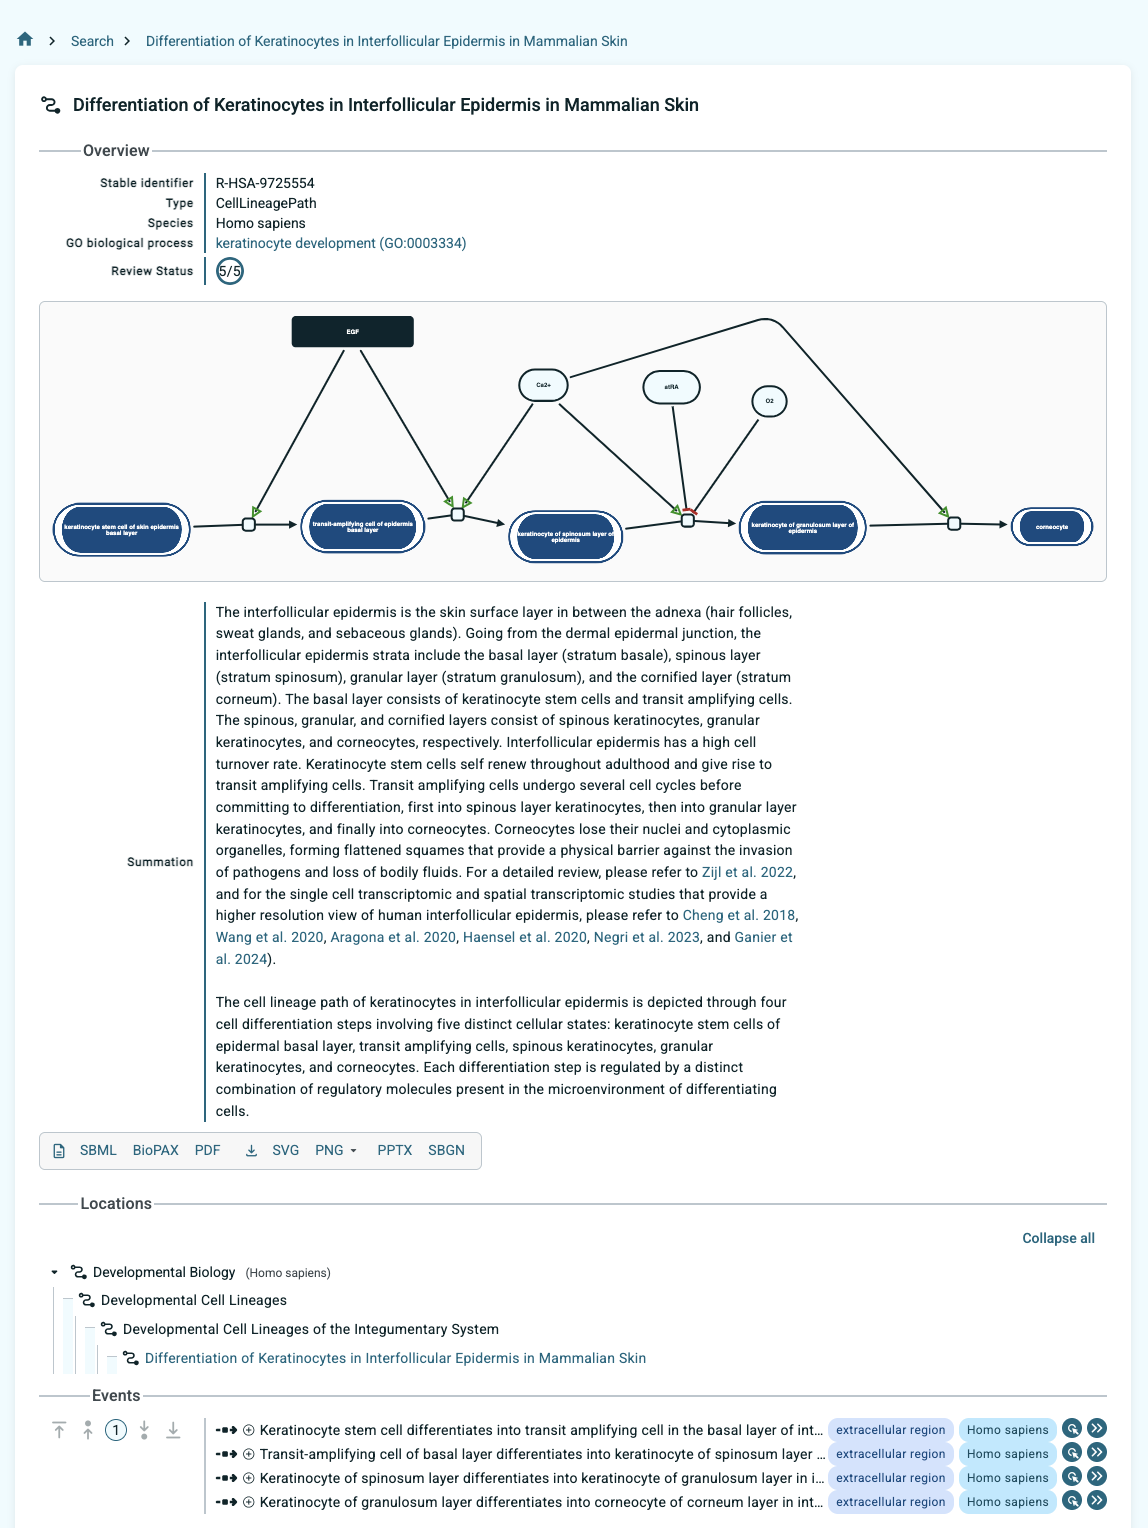 Search
Differentiation of Keratinocytes in Interfollicular Epidermis in Mammalian Skin
Differentiation of Keratinocytes in Interfollicular Epidermis in Mammalian Skin
Overview
Stable identifier R-HSA-9725554
Type CellLineagePath
Species Homo sapiens
GO biological process keratinocyte development (GO:0003334)
Review Status 5/5
EGF
Ca2+
atRA
O2
keratinocyte stem cell of skin epidermis
basal layer
transit-amplifying cell of epidermis
basal layer
keratinocyte of spinosum layer of
epidermis
keratinocyte of granulosum layer of
epidermis
corneocyte
Summation
The interfollicular epidermis is the skin surface layer in between the adnexa (hair follicles,
sweat glands, and sebaceous glands). Going from the dermal epidermal junction, the
interfollicular epidermis strata include the basal layer (stratum basale), spinous layer
(stratum spinosum), granular layer (stratum granulosum), and the cornified layer (stratum
corneum). The basal layer consists of keratinocyte stem cells and transit amplifying cells.
The spinous, granular, and cornified layers consist of spinous keratinocytes, granular
keratinocytes, and corneocytes, respectively. Interfollicular epidermis has a high cell
turnover rate. Keratinocyte stem cells self renew throughout adulthood and give rise to
transit amplifying cells. Transit amplifying cells undergo several cell cycles before
committing to differentiation, first into spinous layer keratinocytes, then into granular layer
keratinocytes, and finally into corneocytes. Corneocytes lose their nuclei and cytoplasmic
organelles, forming flattened squames that provide a physical barrier against the invasion
of pathogens and loss of bodily fluids. For a detailed review, please refer to Zijl et al. 2022,
and for the single cell transcriptomic and spatial transcriptomic studies that provide a
higher resolution view of human interfollicular epidermis, please refer to Cheng et al. 2018,
Wang et al. 2020, Aragona et al. 2020, Haensel et al. 2020, Negri et al. 2023, and Ganier et
al. 2024).
The cell lineage path of keratinocytes in interfollicular epidermis is depicted through four
cell differentiation steps involving five distinct cellular states: keratinocyte stem cells of
epidermal basal layer, transit amplifying cells, spinous keratinocytes, granular
keratinocytes, and corneocytes. Each differentiation step is regulated by a distinct
combination of regulatory molecules present in the microenvironment of differentiating
cells.
SBML BioPAX PDF SVG PNG PPTX SBGN
Locations
Collapse all
Developmental Biology (Homo sapiens)
Developmental Cell Lineages
Developmental Cell Lineages of the Integumentary System
Differentiation of Keratinocytes in Interfollicular Epidermis in Mammalian Skin
Events
1
Keratinocyte stem cell differentiates into transit amplifying cell in the basal layer of int... extracellular region Homo sapiens
Transit-amplifying cell of basal layer differentiates into keratinocyte of spinosum layer ... extracellular region Homo sapiens
Keratinocyte of spinosum layer differentiates into keratinocyte of granulosum layer in i... extracellular region Homo sapiens
Keratinocyte of granulosum layer differentiates into corneocyte of corneum layer in int... extracellular region Homo sapiens